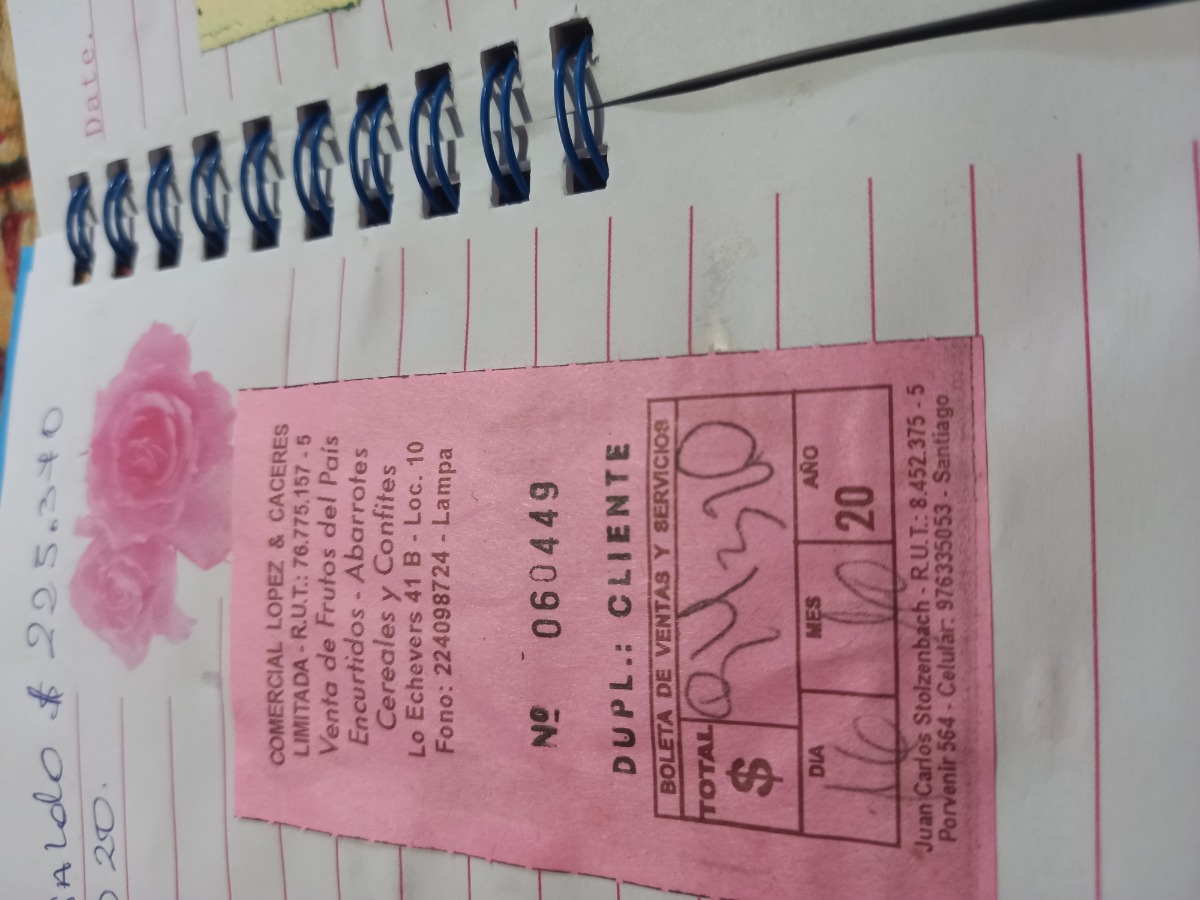 Date.
$ 225.340
20.
COMERCIAL LOPEZ & CACERES
LIMITADA - R.U.T.: 76.775.157 - 5
Venta de Frutos del País
Encurtidos - Abarrotes
Cereales y Confites
Lo Echevers 41 B - Loc. 10
Fono: 224098724 - Lampa
Nº 060449
DUPL.: CLIENTE
BOLETA DE VENTAS Y SERVICIOS
TOTAL
$
DIA MES AÑO
20
Juan Carlos Stolzenbach - R.U.T.: 8.452.375 - 5
Porvenir 564 - Celular: 976335053 - Santiago